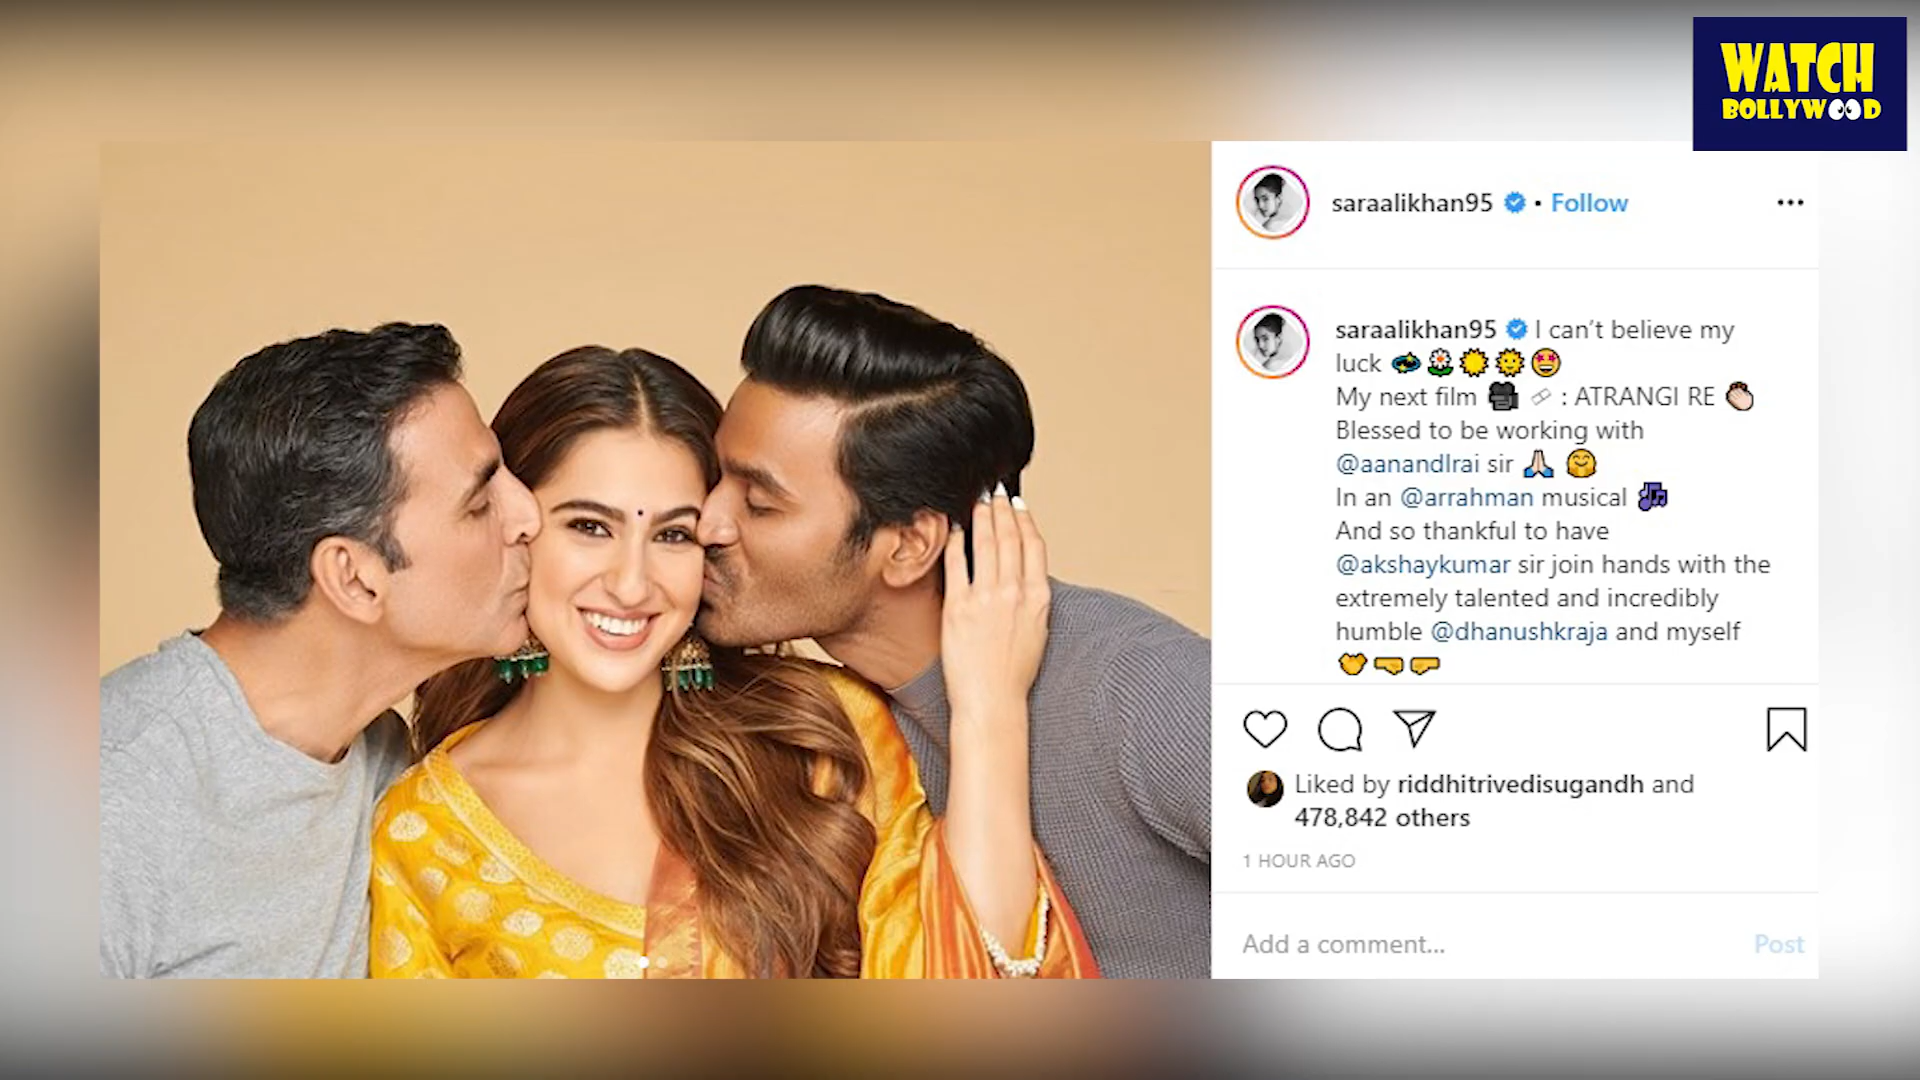 WATCH
BOLLYWOOD
saraalikhan95 • Follow
saraalikhan95 I can’t believe my
luck 💫🌼☀️🌞🤩
My next film 🎥 : ATRANGI RE 👏🏻
Blessed to be working with
@aanandlrai sir 🙏🏻 🤗
In an @arrahman musical 🎶
And so thankful to have
@akshaykumar sir join hands with the
extremely talented and incredibly
humble @dhanushkraja and myself
Liked by riddhitrivedisugandh and
478,842 others
1 HOUR AGO
Add a comment...
Post